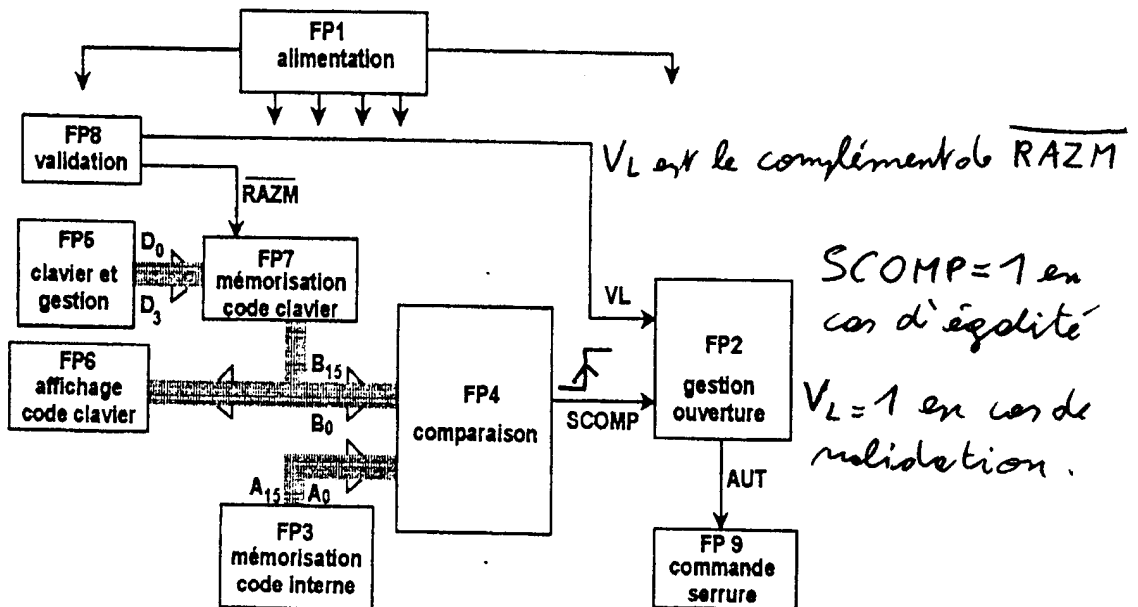 FP1
alimentation
FP8
validation
V_L est le complément de R̅A̅Z̅M̅
R̅A̅Z̅M̅
FP5
clavier et
gestion
D₀
D₃
FP7
mémorisation
code clavier
SCOMP=1 en
cas d'égalité
VL
FP6
affichage
code clavier
B₁₅
B₀
FP4
comparaison
SCOMP
FP2
gestion
ouverture
V_L=1 en cas de
validation.
A₁₅
A₀
AUT
FP3
mémorisation
code interne
FP 9
commande
serrure